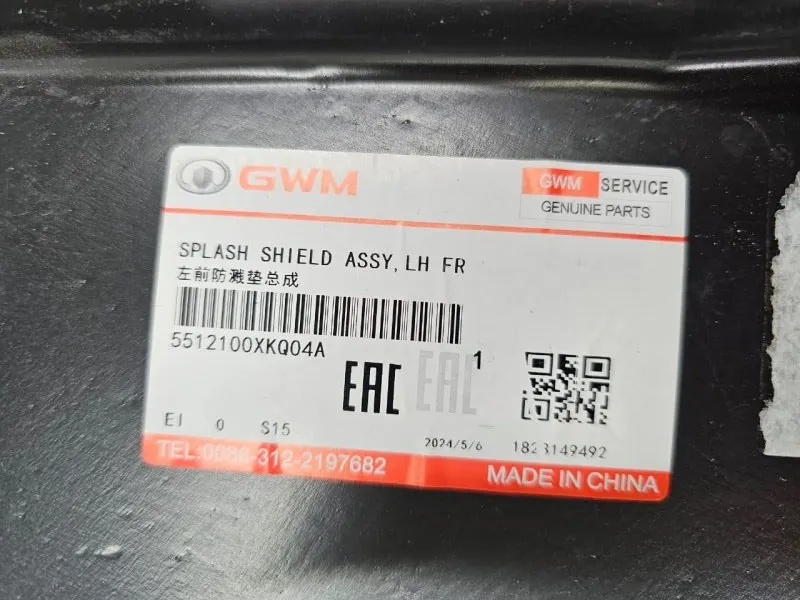 GWM
GWM SERVICE
GENUINE PARTS
SPLASH SHIELD ASSY,LH FR
左前防溅垫总成
5512100XKQ04A
1
EAC EAC
EI 0 S15
2024/5/6
TEL:0086-312-2197682
MADE IN CHINA